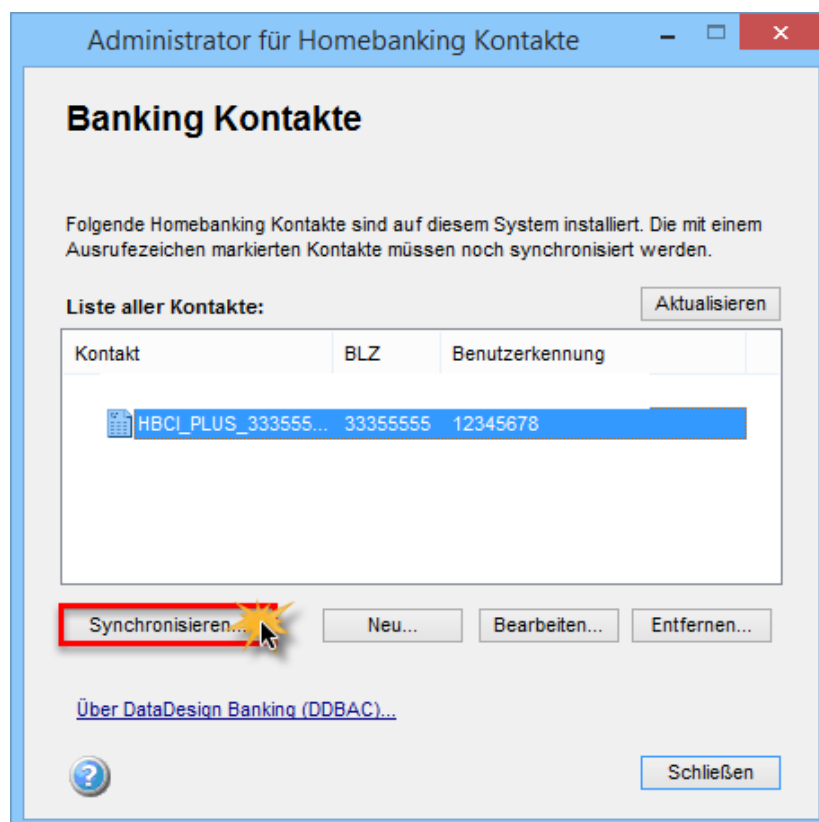 Administrator für Homebanking Kontakte
Banking Kontakte
Folgende Homebanking Kontakte sind auf diesem System installiert. Die mit einem
Ausrufezeichen markierten Kontakte müssen noch synchronisiert werden.
Liste aller Kontakte:
Aktualisieren
Kontakt BLZ Benutzerkennung
HBCI_PLUS_333555... 33355555 12345678
Synchronisieren... Neu... Bearbeiten... Entfernen...
Über DataDesign Banking (DDBAC)...
Schließen